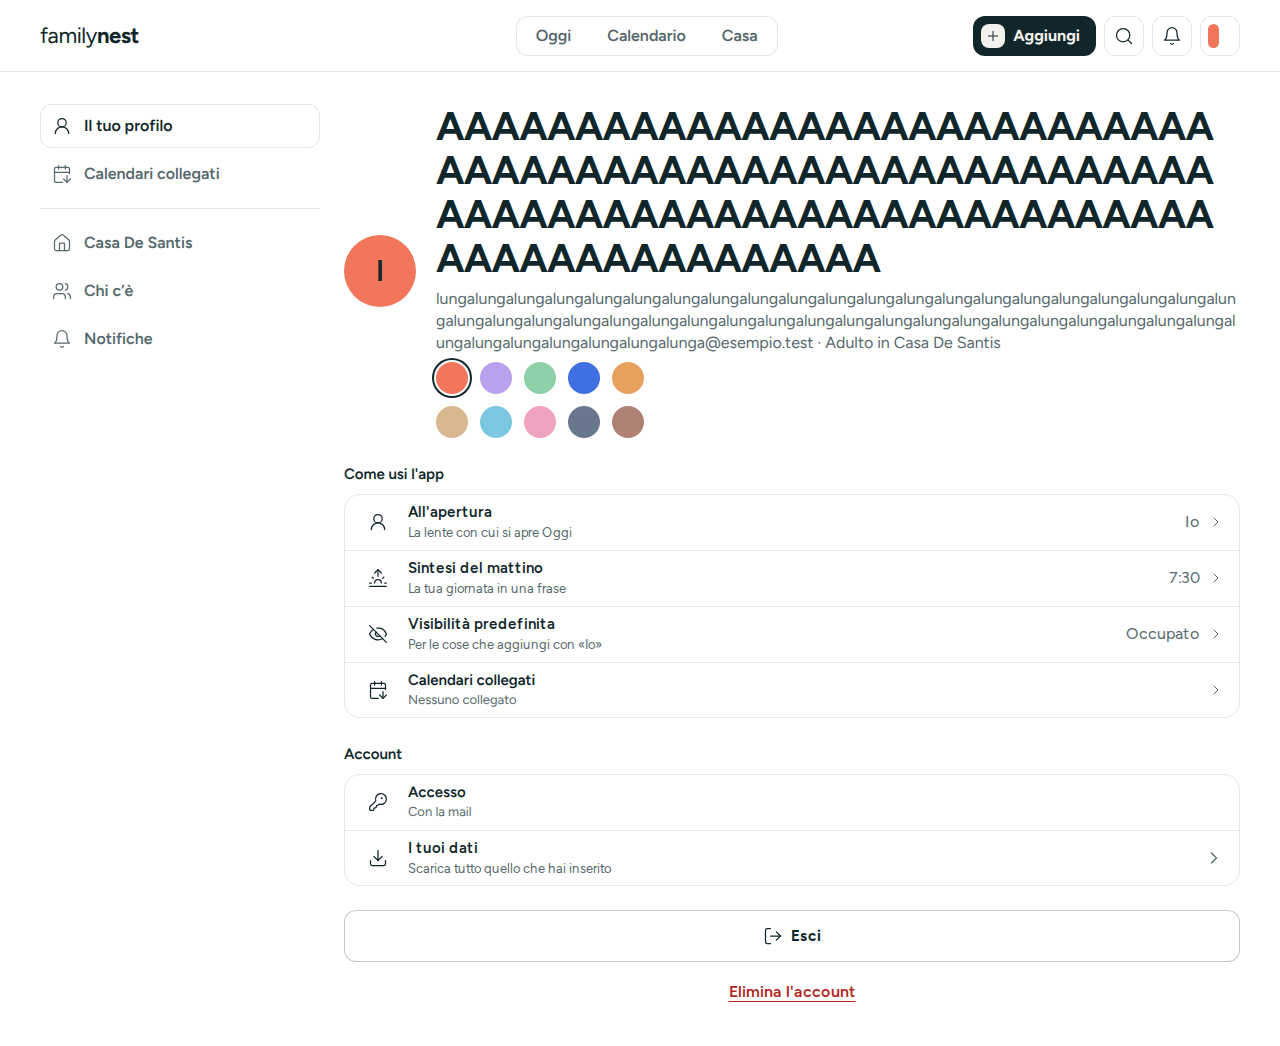 familynest
Oggi
Calendario
Casa
Aggiungi
Il tuo profilo
Calendari collegati
Casa De Santis
Chi c'è
Notifiche
I
AAAAAAAAAAAAAAAAAAAAAAAAAAAA
AAAAAAAAAAAAAAAAAAAAAAAAAAAA
AAAAAAAAAAAAAAAAAAAAAAAAAAAA
AAAAAAAAAAAAAAAA
lungalungalungalungalungalungalungalungalungalungalungalungalungalungalungalungalungalungalungalungalun
galungalungalungalungalungalungalungalungalungalungalungalungalungalungalungalungalungalungalungalungal
ungalungalungalungalungalungalunga@esempio.test · Adulto in Casa De Santis
Come usi l'app
All'apertura
La lente con cui si apre Oggi
Io
Sintesi del mattino
La tua giornata in una frase
7:30
Visibilità predefinita
Per le cose che aggiungi con «Io»
Occupato
Calendari collegati
Nessuno collegato
Account
Accesso
Con la mail
I tuoi dati
Scarica tutto quello che hai inserito
Esci
Elimina l'account